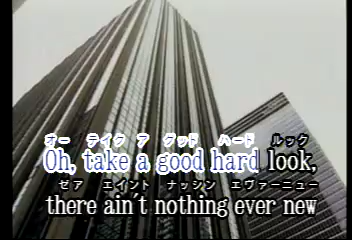 オー ライク ア グッド ハード ルック
Oh, take a good hard look,
ゼア エイント ナッシン エヴァーニュー
there ain't nothing ever new